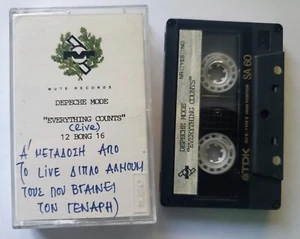 MUTE RECORDS
DEPECHE MODE
"EVERYTHING COUNTS"
(live)
12 BONG 16
Α' ΜΕΤΑΔΟΣΗ ΑΠΟ
ΤΟ LIVE ΔΙΠΛΟ ΑΛΜΟΥΜ
ΤΟΥΣ ΠΟΥ ΒΓΑΙΝΕΙ
ΤΟΝ ΓΕΝΑΡΗ)
DEPECHE MODE
"EVERYTHING COUNTS"
TDK
SA 60